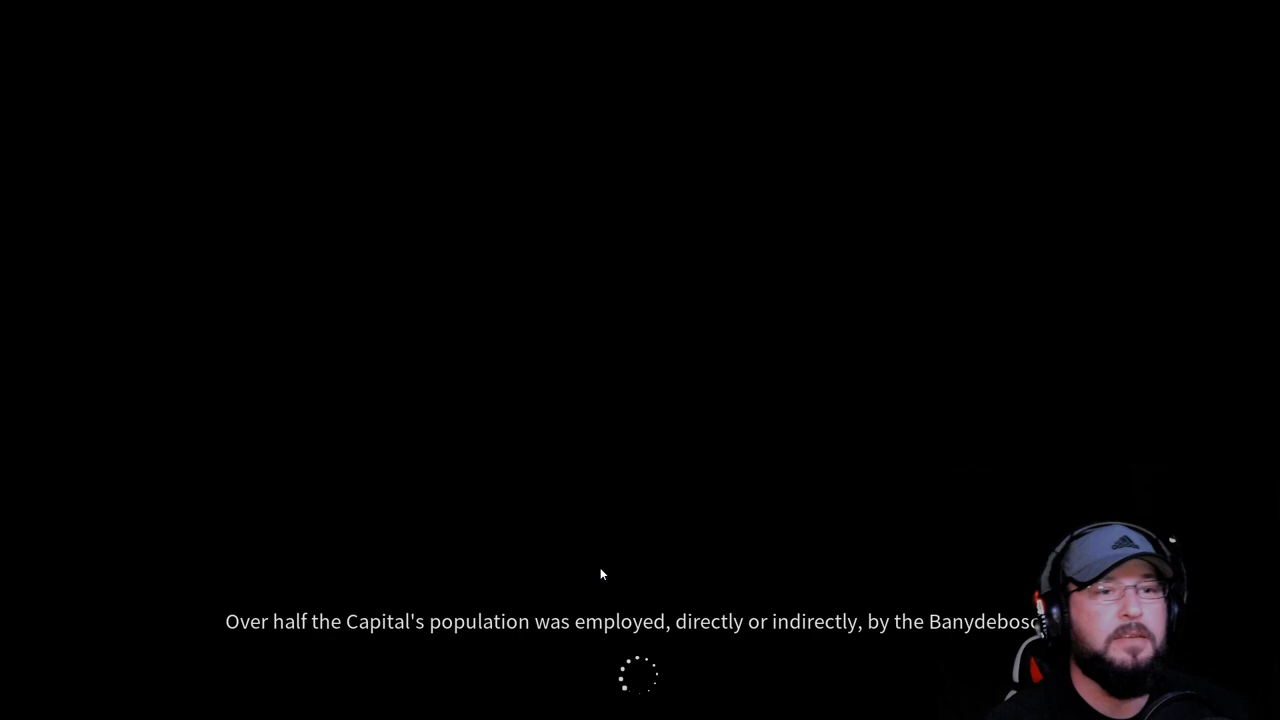 Over half the Capital's population was employed, directly or indirectly, by the